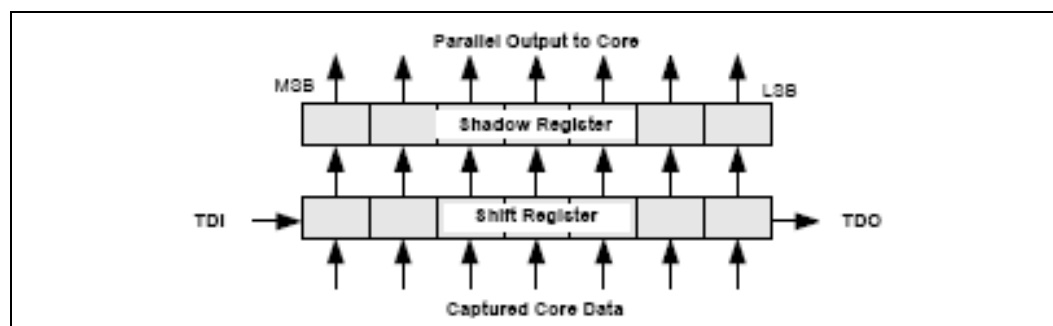 Parallel Output to Core
MSB
LSB
Shadow Register
TDI
Shift Register
TDO
Captured Core Data